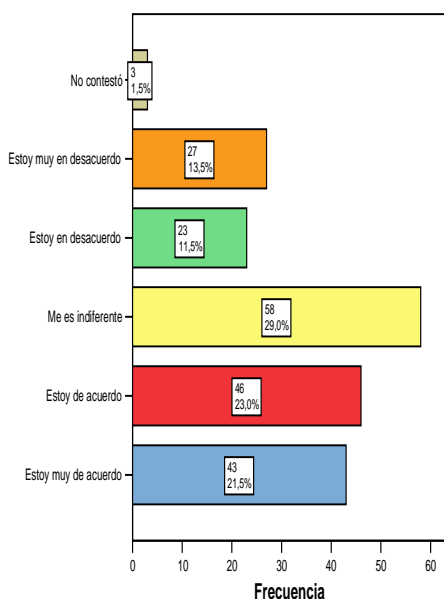 No contestó
3
1,5%
Estoy muy en desacuerdo
27
13,5%
Estoy en desacuerdo
23
11,5%
Me es indiferente
58
29,0%
Estoy de acuerdo
46
23,0%
Estoy muy de acuerdo
43
21,5%
0 10 20 30 40 50 60
Frecuencia